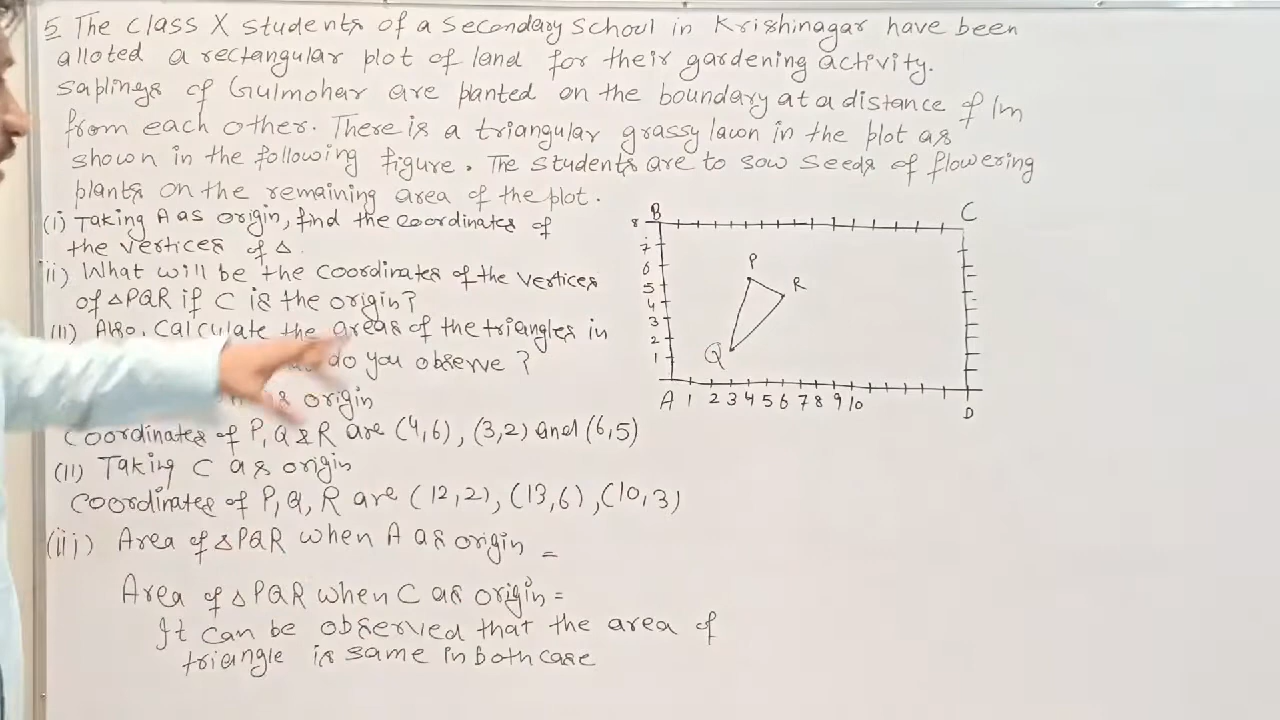 5. The Class X students of a secondary school in Krishinagar have been
alloted a rectangular plot of land for their gardening activity.
Saplings of Gulmohar are planted on the boundary at a distance of 1m
from each other. There is a triangular grassy lawn in the plot as
shown in the following figure. The students are to sow seeds of flowering
plants on the remaining area of the plot.
(i) Taking A as origin, find the coordinates of
the vertices of Δ.
ii) What will be the coordinates of the vertices
of ΔPQR if C is the origin?
(iii) Also, calculate the areas of the triangles in
do you observe?
origin
Coordinates of P, Q & R are (4,6), (3,2) and (6,5)
(ii) Taking C as origin
Coordinates of P, Q, R are (12,2), (13,6), (10,3)
(iii) Area of ΔPQR when A as origin =
Area of ΔPQR when C as origin =
It can be observed that the area of
triangle is same in both case
B C
8
7
6 P
5 R
4
3
2 Q
1
A 1 2 3 4 5 6 7 8 9 10 D